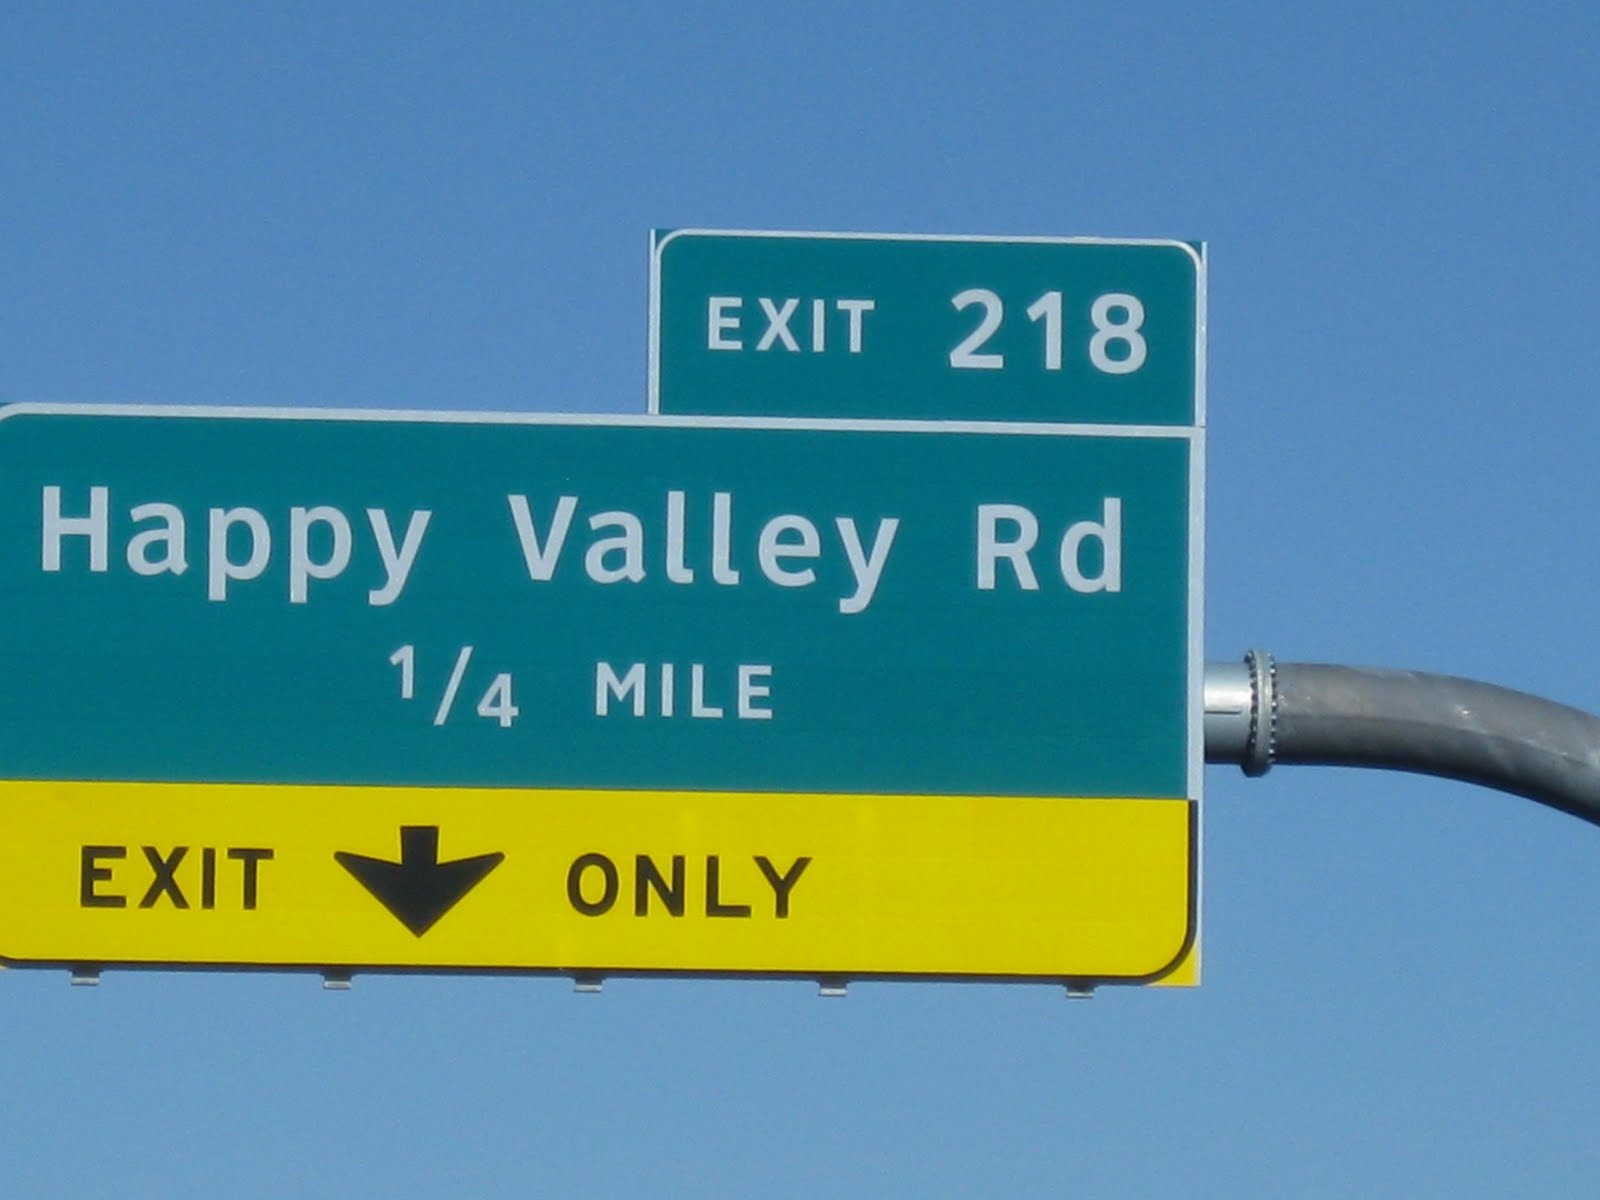 EXIT 218
Happy Valley Rd
1/4 MILE
EXIT ONLY